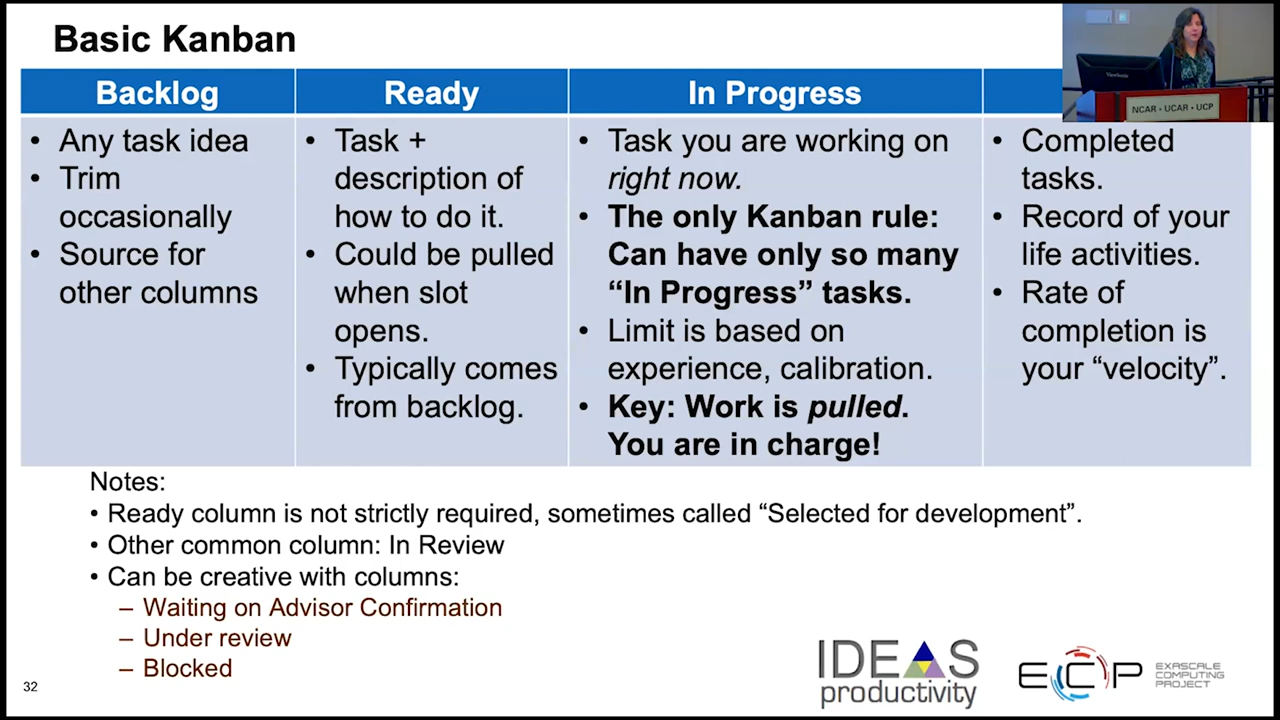 Basic Kanban
Backlog
Ready
In Progress
• Any task idea
• Trim
occasionally
• Source for
other columns
• Task +
description of
how to do it.
• Could be pulled
when slot
opens.
• Typically comes
from backlog.
• Task you are working on
right now.
• The only Kanban rule:
Can have only so many
“In Progress” tasks.
• Limit is based on
experience, calibration.
• Key: Work is pulled.
You are in charge!
• Completed
tasks.
• Record of your
life activities.
• Rate of
completion is
your “velocity”.
Notes:
• Ready column is not strictly required, sometimes called “Selected for development”.
• Other common column: In Review
• Can be creative with columns:
– Waiting on Advisor Confirmation
– Under review
– Blocked
32
IDEAS
productivity
ECP
EXASCALE
COMPUTING
PROJECT
ViewSonic
NCAR • UCAR • UCP